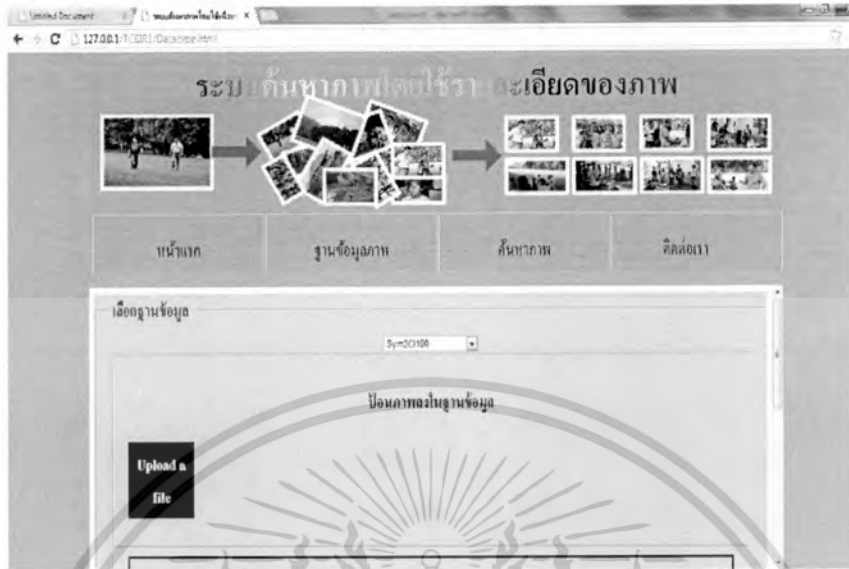 Untitled Document
127.0.0.1
ระบบค้นหาภาพโดยใช้รายละเอียดของภาพ
หน้าแรก ฐานข้อมูลภาพ ค้นหาภาพ ติดต่อเรา
เลือกฐานข้อมูล
ป้อนภาพลงในฐานข้อมูล
Upload a
file